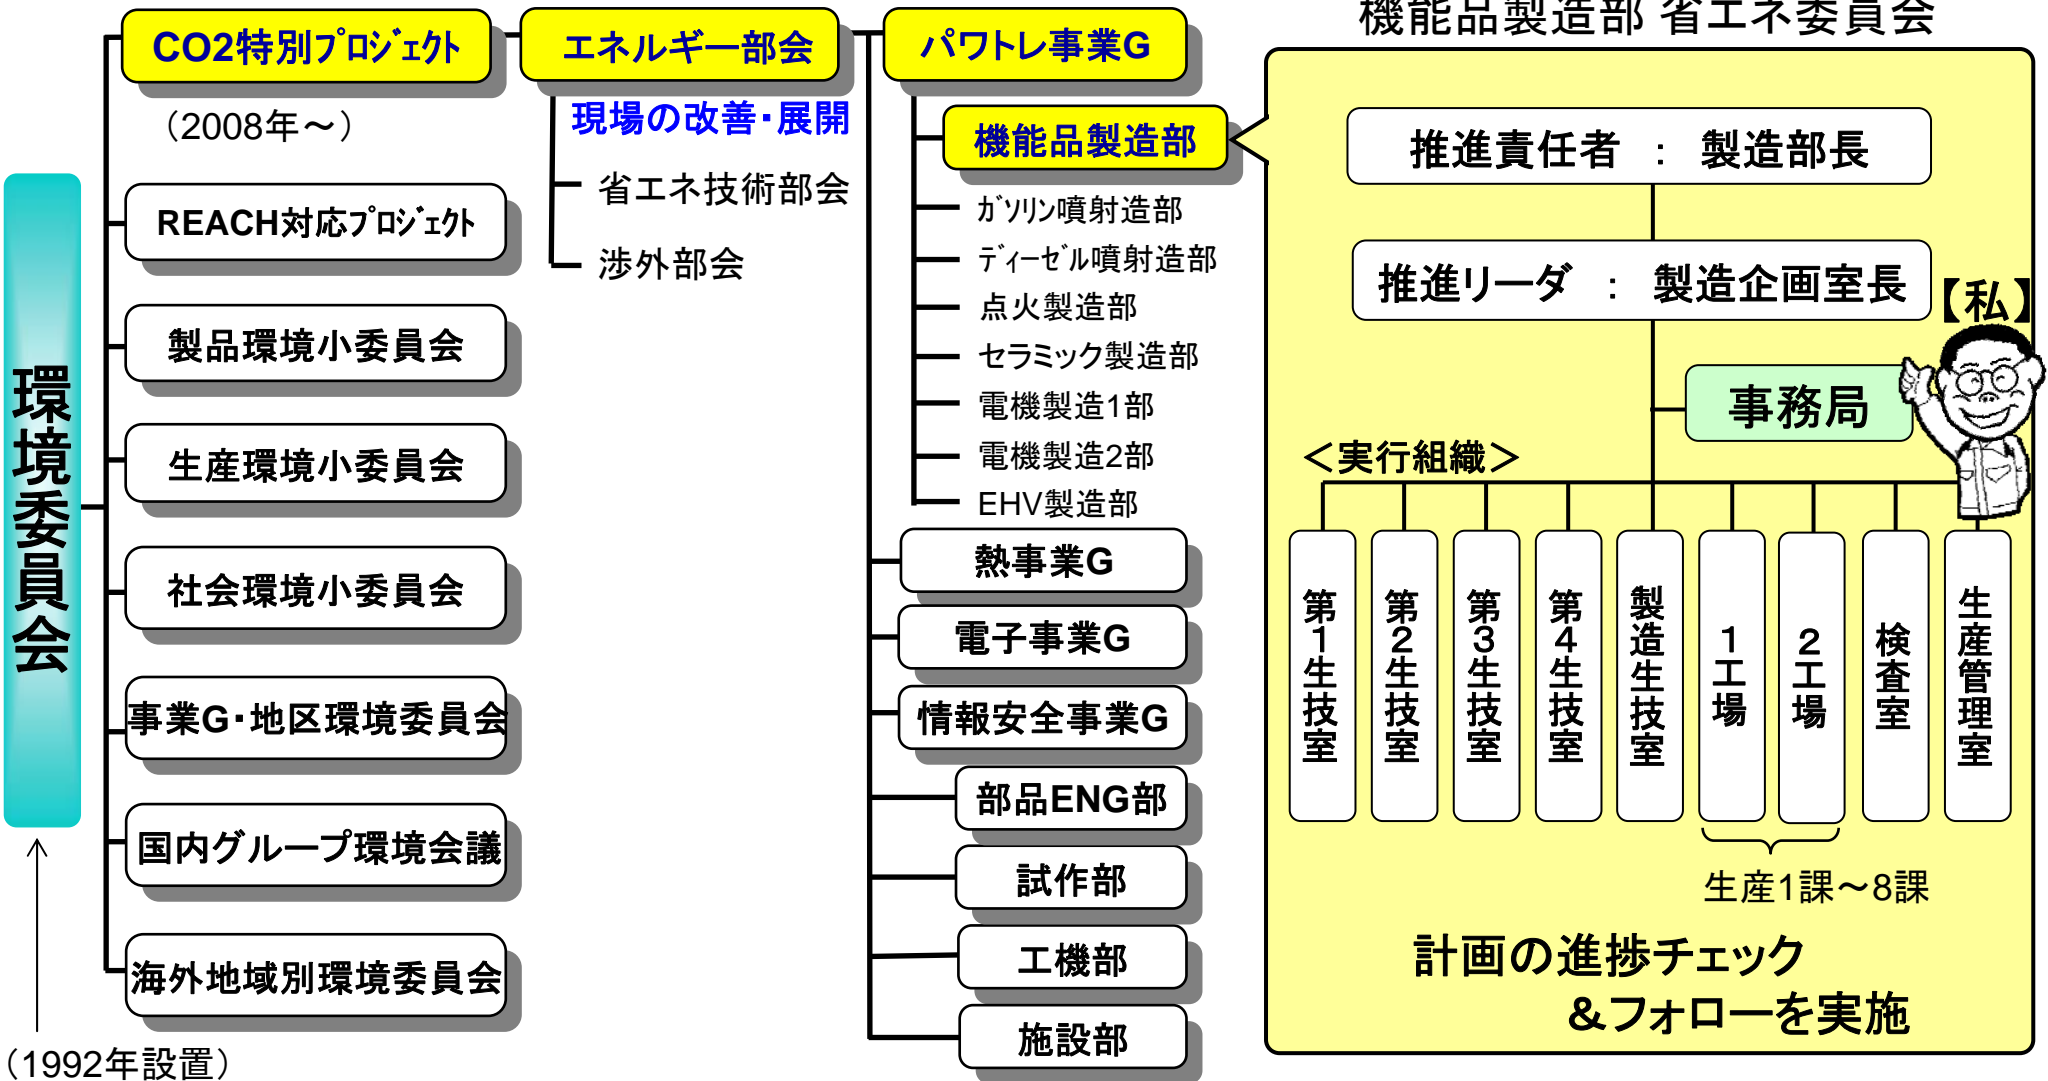 機能品製造部 省エネ委員会
CO2特別ﾌﾟﾛｼﾞｪｸﾄ
(2008年～)
REACH対応ﾌﾟﾛｼﾞｪｸﾄ
製品環境小委員会
生産環境小委員会
社会環境小委員会
事業G・地区環境委員会
国内グループ環境会議
海外地域別環境委員会
環境委員会
(1992年設置)
エネルギー部会
現場の改善・展開
省エネ技術部会
渉外部会
パワトレ事業G
機能品製造部
ｶﾞｿﾘﾝ噴射造部
ﾃﾞｨｰｾﾞﾙ噴射造部
点火製造部
セラミック製造部
電機製造1部
電機製造2部
EHV製造部
熱事業G
電子事業G
情報安全事業G
部品ENG部
試作部
工機部
施設部
推進責任者 ： 製造部長
推進リーダ ： 製造企画室長
【私】
事務局
＜実行組織＞
第1生技室
第2生技室
第3生技室
第4生技室
製造生技室
1工場
2工場
検査室
生産管理室
生産1課～8課
計画の進捗チェック
&フォローを実施